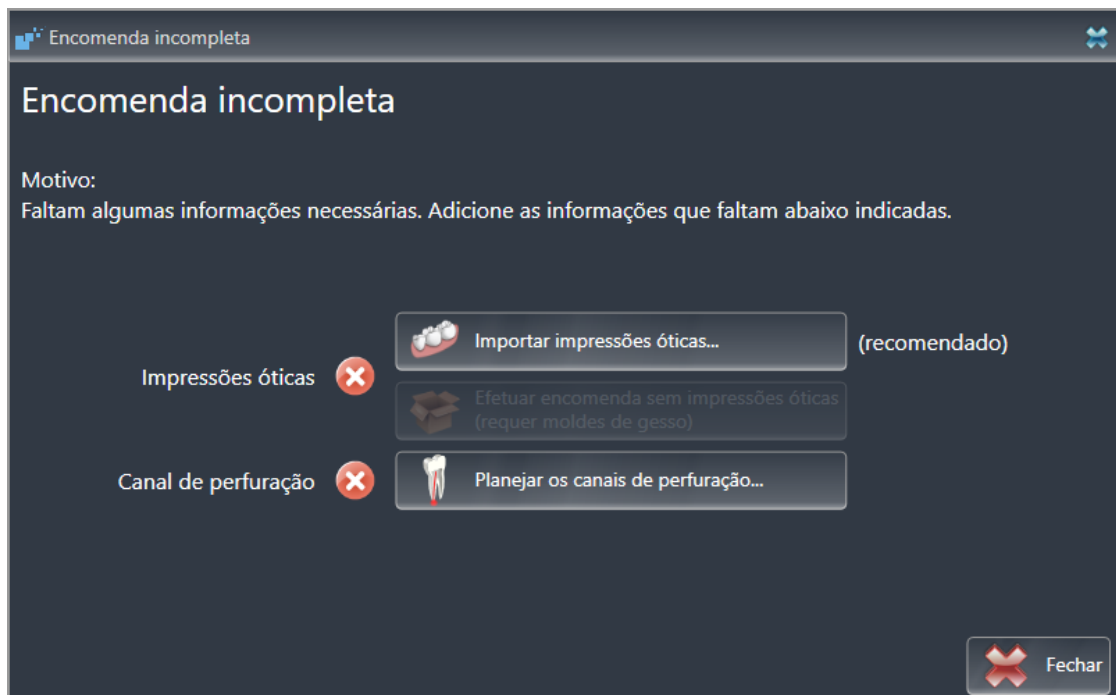 Encomenda incompleta
Encomenda incompleta
Motivo:
Faltam algumas informações necessárias. Adicione as informações que faltam abaixo indicadas.
Impressões óticas
Importar impressões óticas...
(recomendado)
Efetuar encomenda sem impressões óticas
(requer moldes de gesso)
Canal de perfuração
Planejar os canais de perfuração...
Fechar